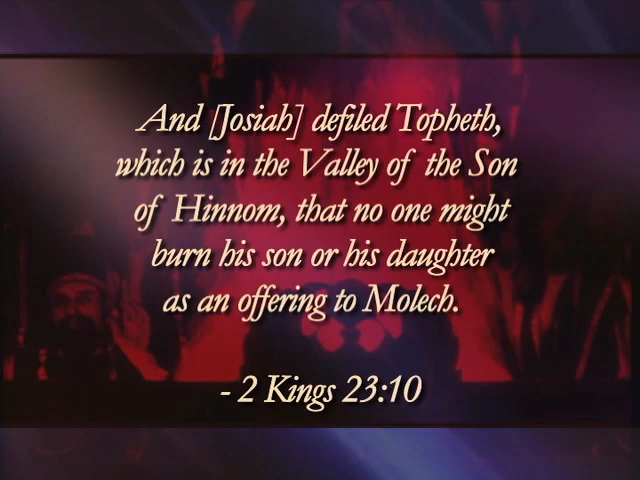 And [Josiah] defiled Topheth,
which is in the Valley of the Son
of Hinnom, that no one might
burn his son or his daughter
as an offering to Molech.
- 2 Kings 23:10